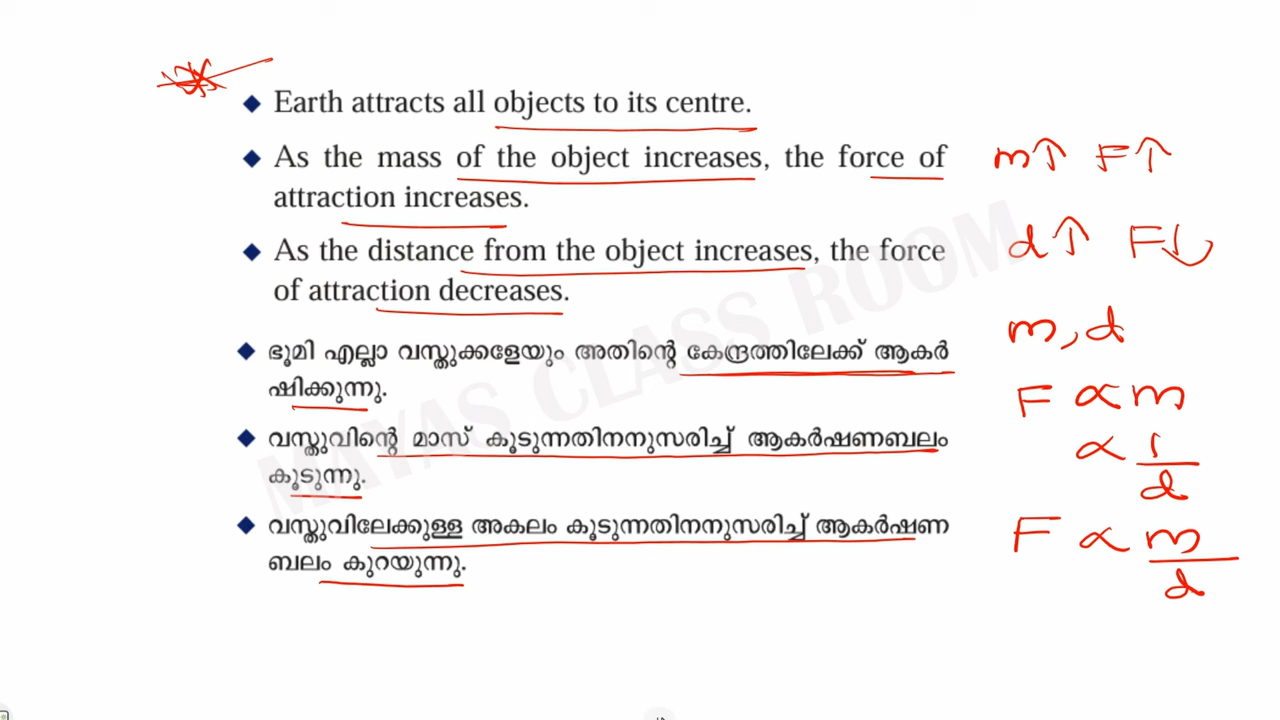 ◆ Earth attracts all objects to its centre.
◆ As the mass of the object increases, the force of
attraction increases.
◆ As the distance from the object increases, the force
of attraction decreases.
◆ ഭൂമി എല്ലാ വസ്തുക്കളേയും അതിന്റെ കേന്ദ്രത്തിലേക്ക് ആകർ
ഷിക്കുന്നു.
◆ വസ്തുവിന്റെ മാസ് കൂടുന്നതിനനുസരിച്ച് ആകർഷണബലം
കൂടുന്നു.
◆ വസ്തുവിലേക്കുള്ള അകലം കൂടുന്നതിനനുസരിച്ച് ആകർഷണ
ബലം കുറയുന്നു.
m↑ F↑
d↑ F↓
m, d
F ∝ m
∝ 1/d
F ∝ m/d
MAYAS CLASS ROOM